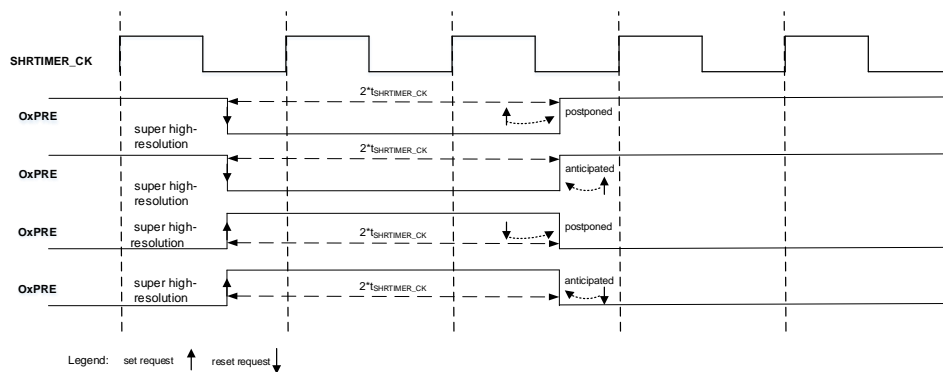 SHRTIMER_CK
2*tSHRTIMER_CK
OxPRE
postponed
super high-
resolution
2*tSHRTIMER_CK
OxPRE
anticipated
super high-
resolution
OxPRE
super high-
resolution
2*tSHRTIMER_CK
postponed
OxPRE
super high-
resolution
2*tSHRTIMER_CK
anticipated
Legend: set request reset request